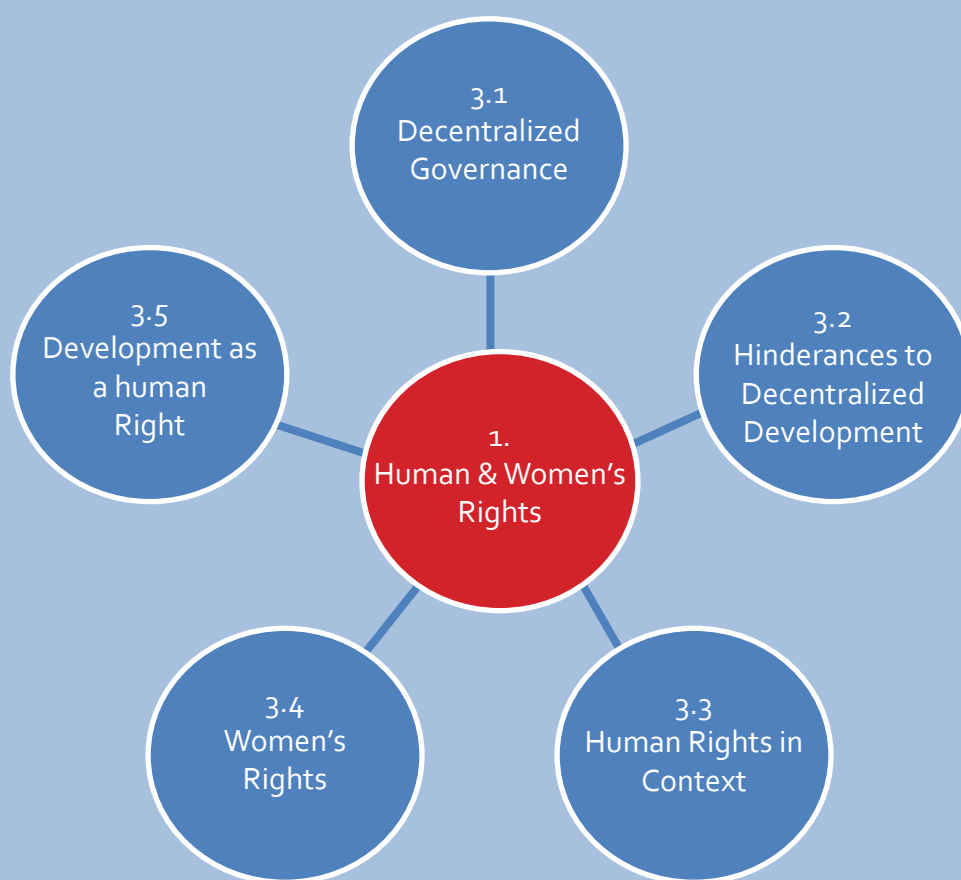 3.1
Decentralized
Governance
3.2
Hinderances to
Decentralized
Development
3.5
Development as
a human
Right
1.
Human & Women's
Rights
3.4
Women's
Rights
3.3
Human Rights in
Context